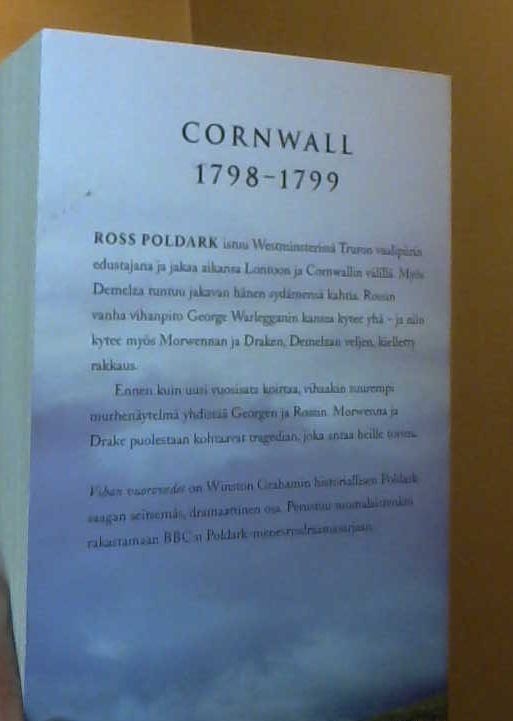 CORNWALL
1798–1799
ROSS POLDARK istuu Westminsterissä Truron vaalipiirin
edustajana ja jakaa aikansa Lontoon ja Cornwallin välillä. Myös
Demelza tuntuu jakavan hänen sydämensä kahtia. Rossin
vanha vihanpito George Warlegganin kanssa kytee yhä – ja niin
kytee myös Morwennan ja Draken, Demelzan veljen, kielletty
rakkaus.
Ennen kuin uusi vuosisata koittaa, vihaakin suurempi
murhenäytelmä yhdistää Georgen ja Rossin. Morwenna ja
Drake puolestaan kohtaavat tragedian, joka antaa heille toivoa.
Vihan vuorovedet on Winston Grahamin historiallisen Poldark
saagan seitsemäs, dramaattinen osa. Perustuu suomalaistenkin
rakastamaan BBC:n Poldark-menestysdraamasarjaan.